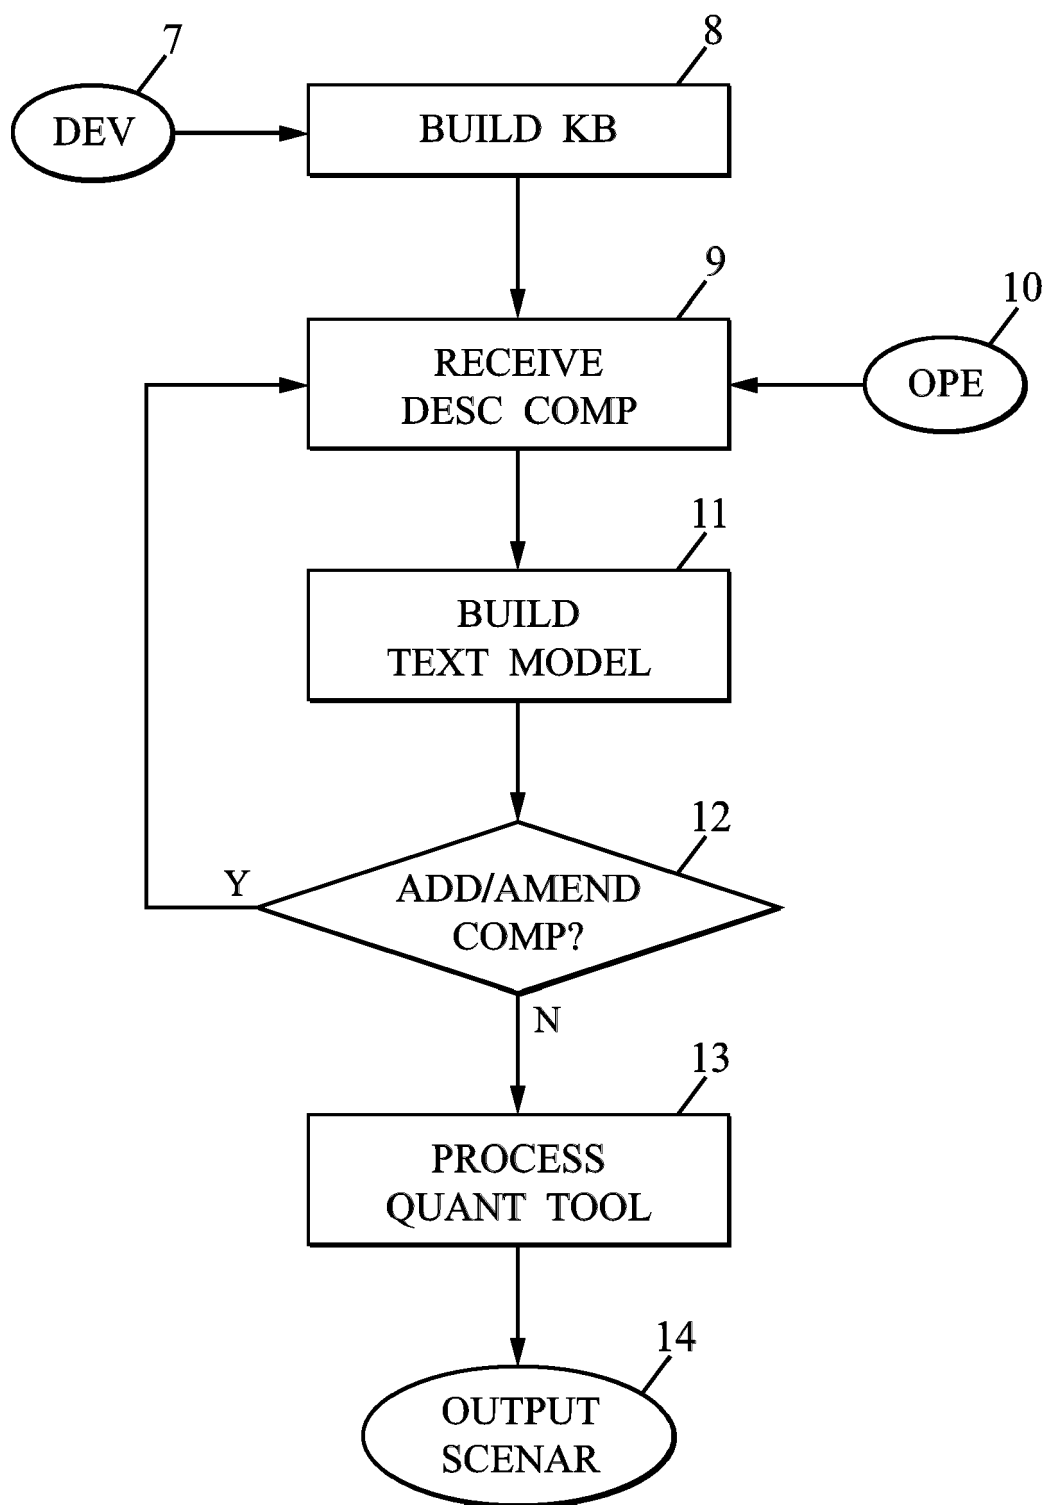 7
8
DEV
BUILD KB
9
10
RECEIVE
DESC COMP
OPE
11
BUILD
TEXT MODEL
12
Y
ADD/AMEND
COMP?
N
13
PROCESS
QUANT TOOL
14
OUTPUT
SCENAR